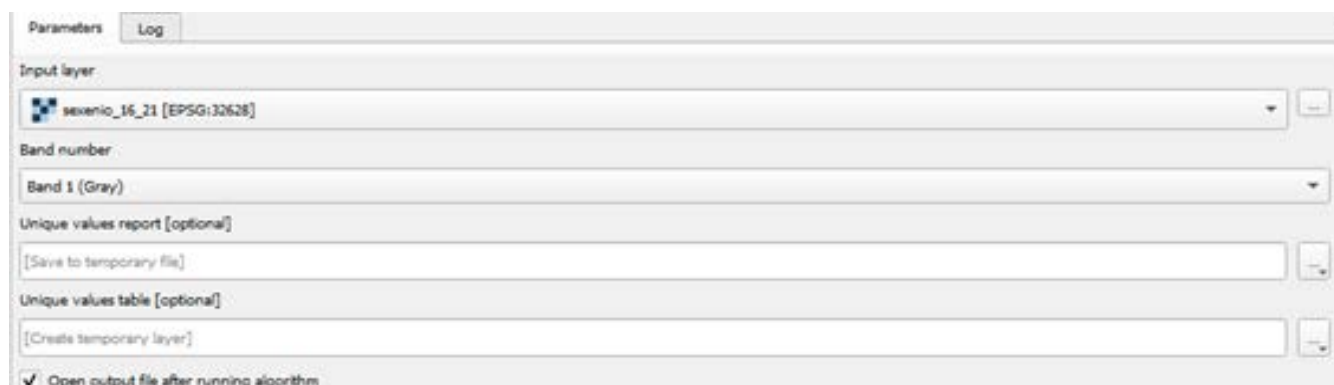 Parameters Log
Input layer
sexenio_16_21 [EPSG:32628]
...
Band number
Band 1 (Gray)
Unique values report [optional]
[Save to temporary file]
...
Unique values table [optional]
[Create temporary layer]
...
Open output file after running algorithm